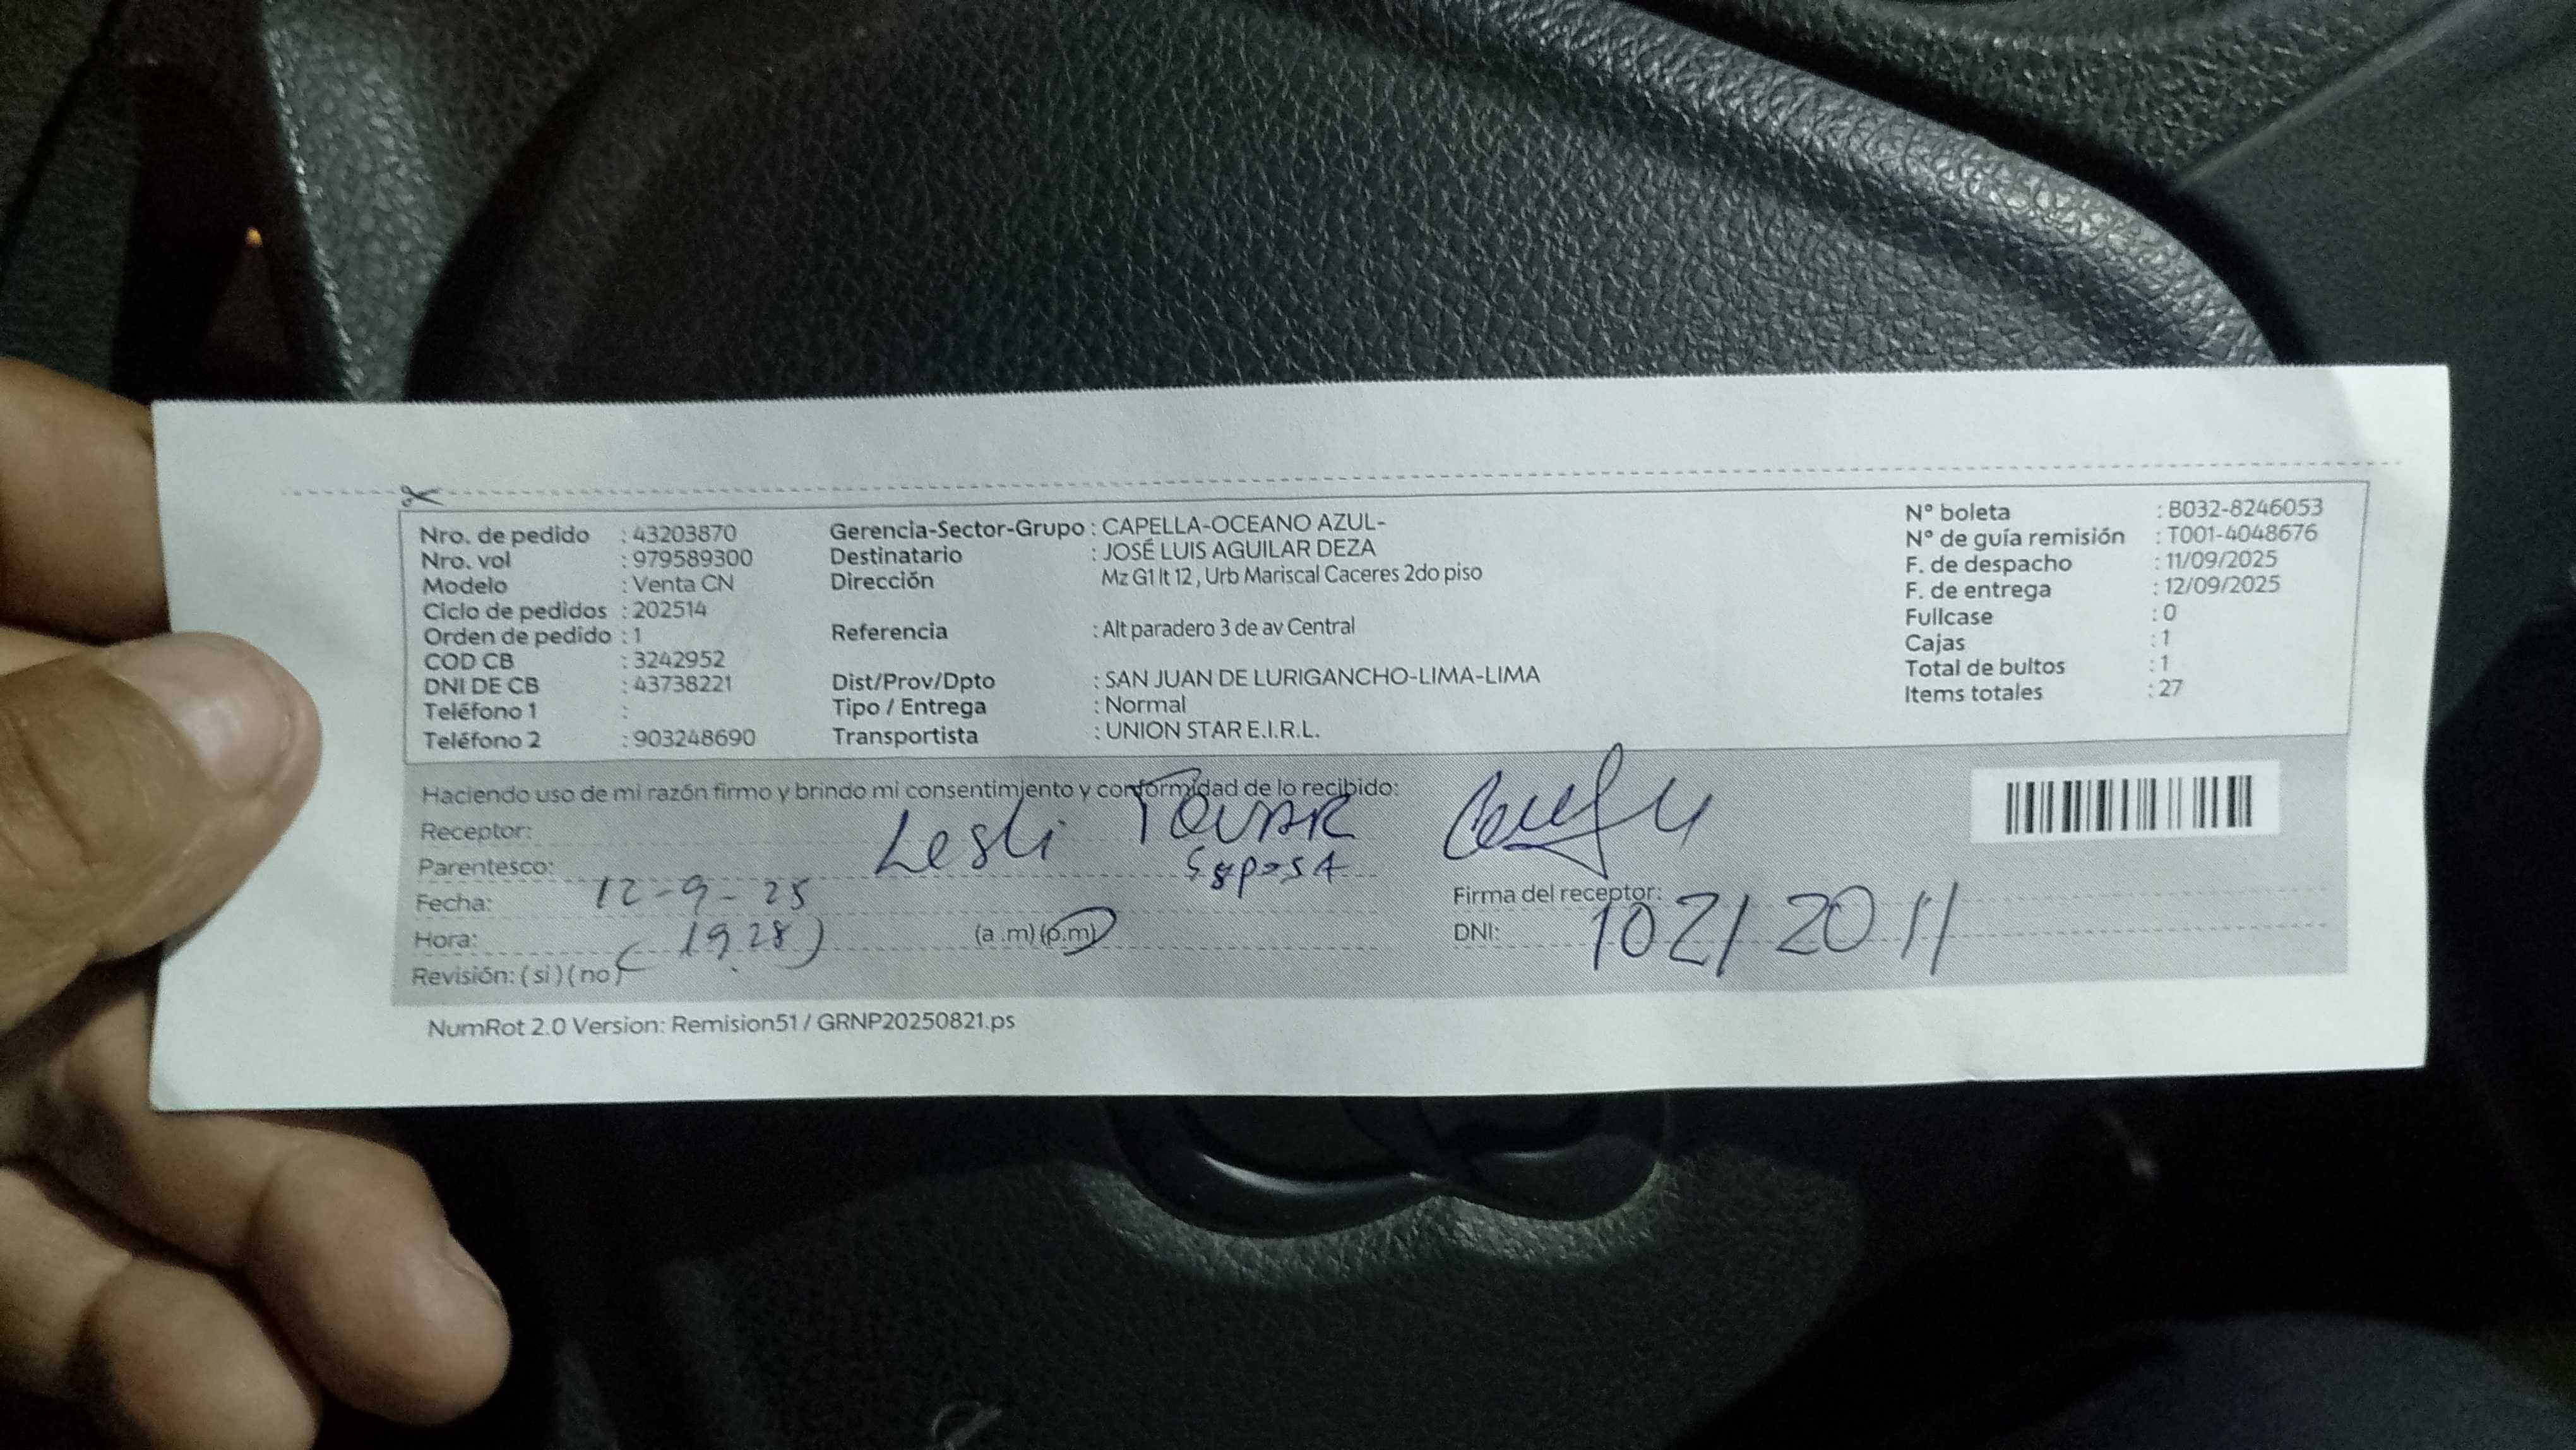 Nro. de pedido : 43203870
Nro. vol : 979589300
Modelo : Venta CN
Ciclo de pedidos : 202514
Orden de pedido : 1
COD CB : 3242952
DNI DE CB : 43738221
Teléfono 1 :
Teléfono 2 : 903248690
Gerencia-Sector-Grupo : CAPELLA-OCEANO AZUL-
Destinatario : JOSÉ LUIS AGUILAR DEZA
Dirección Mz G1 lt 12 , Urb Mariscal Caceres 2do piso
Referencia : Alt paradero 3 de av Central
Dist/Prov/Dpto : SAN JUAN DE LURIGANCHO-LIMA-LIMA
Tipo / Entrega : Normal
Transportista : UNION STAR E.I.R.L.
N° boleta : B032-8246053
N° de guía remisión : T001-4048676
F. de despacho : 11/09/2025
F. de entrega : 12/09/2025
Fullcase : 0
Cajas : 1
Total de bultos : 1
Items totales : 27
Haciendo uso de mi razón firmo y brindo mi consentimiento y conformidad de lo recibido:
Receptor: Lesli TOVAR
Parentesco: EsposA
Fecha: 12-9-25
Hora: (19.28) (a .m) (p.m)
Revisión: ( si ) ( no )
Firma del receptor:
DNI: 10212011
NumRot 2.0 Version: Remision51 / GRNP20250821.ps